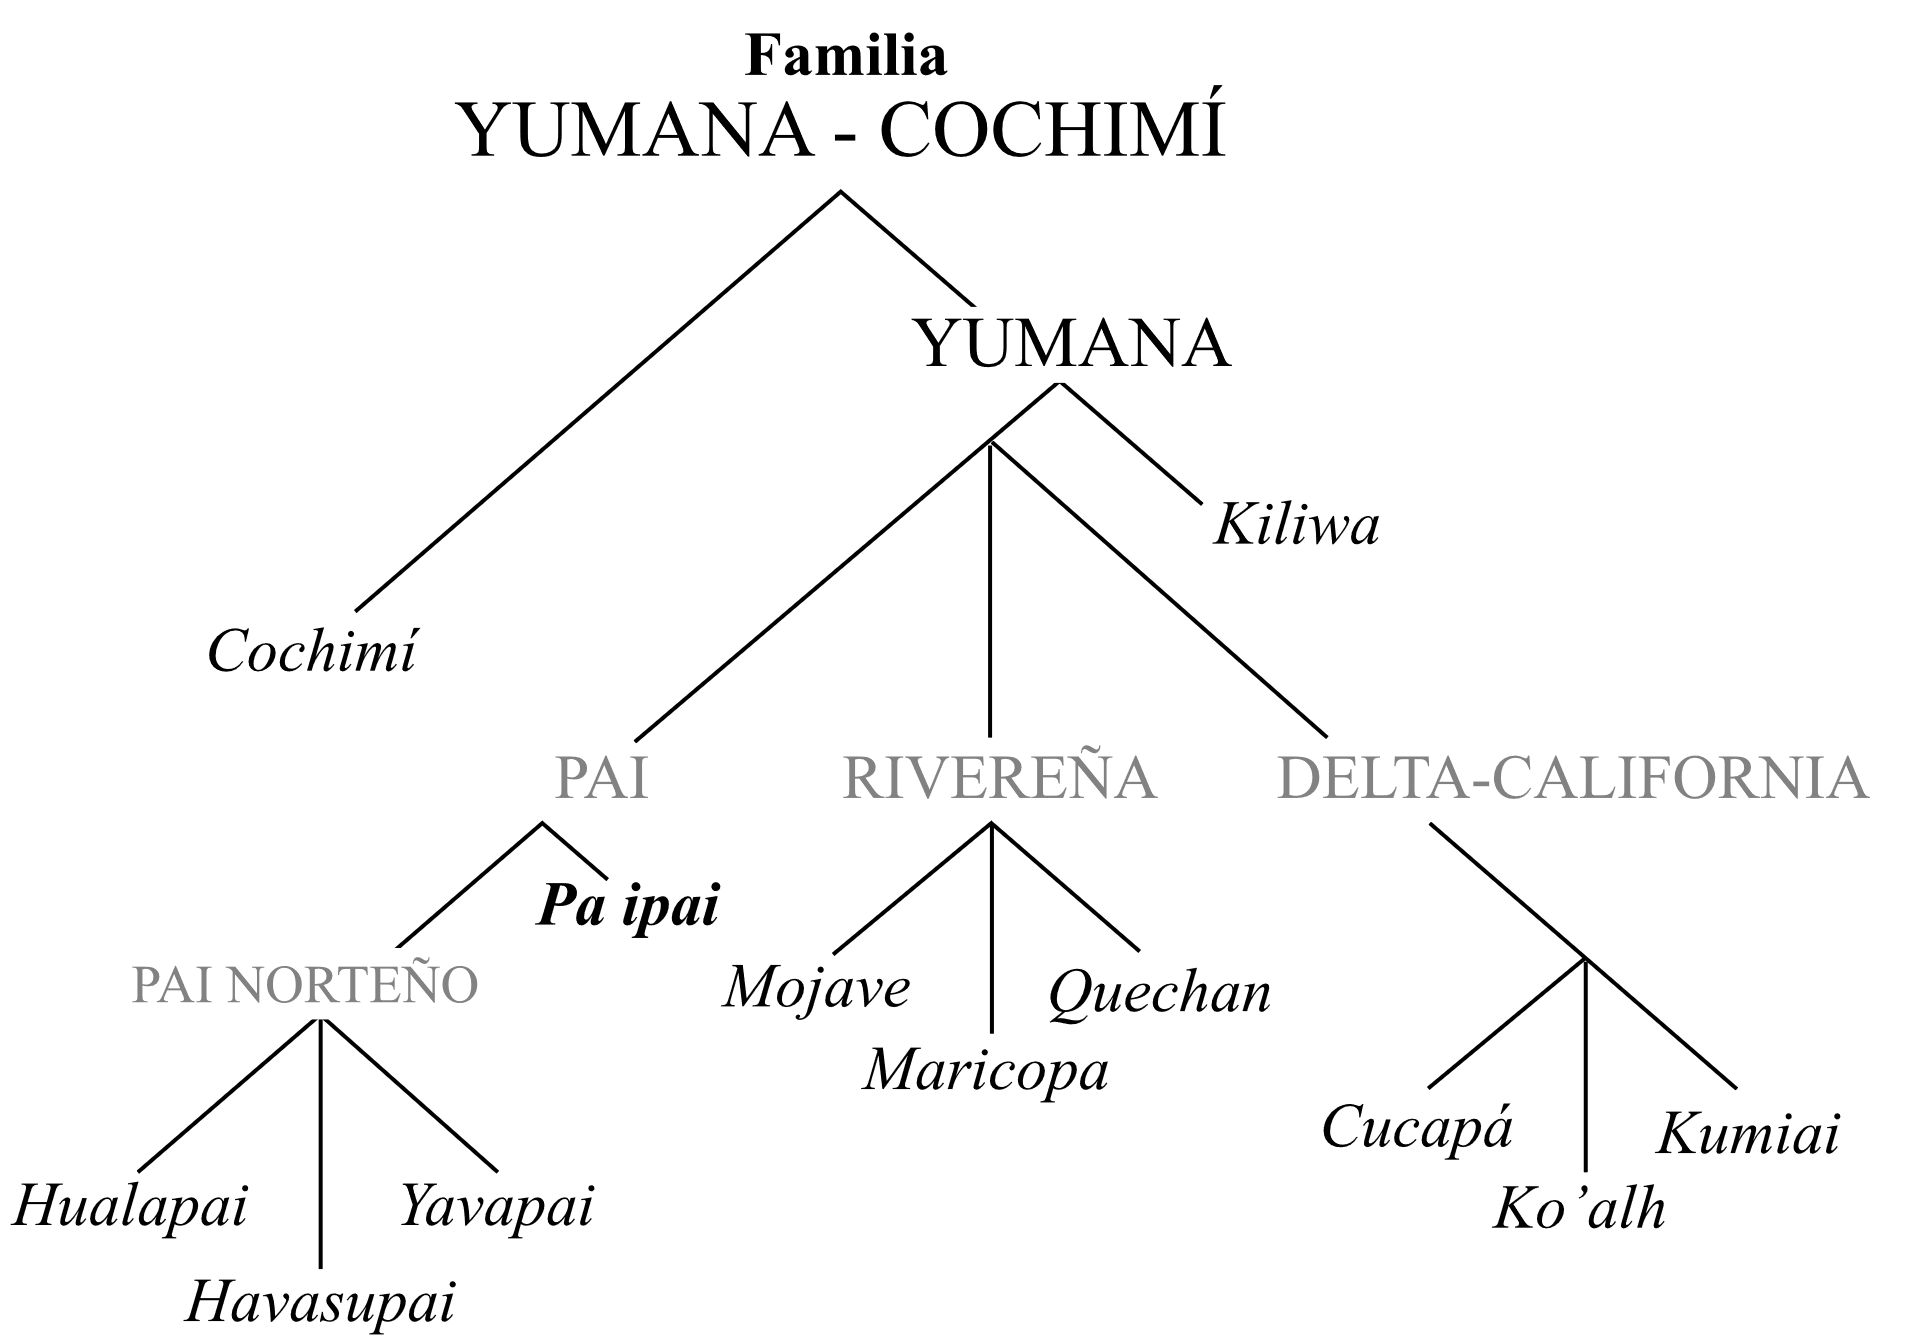 Familia
YUMANA - COCHIMÍ
YUMANA
Kiliwa
Cochimí
PAI
RIVEREÑA
DELTA-CALIFORNIA
Pa ipai
PAI NORTEÑO
Mojave
Quechan
Maricopa
Cucapá
Kumiai
Hualapai
Yavapai
Ko’alh
Havasupai